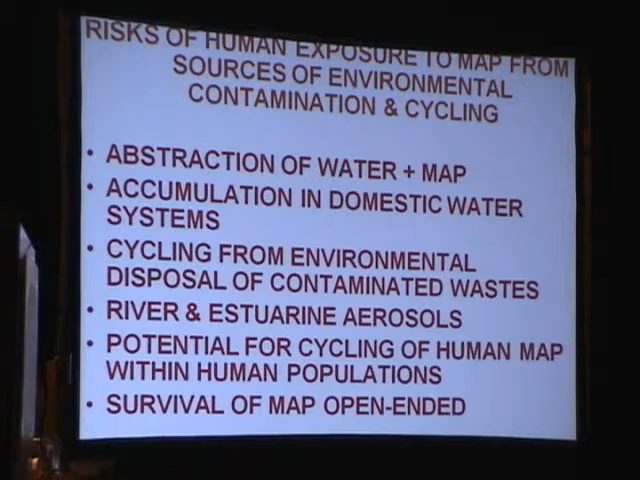 RISKS OF HUMAN EXPOSURE TO MAP FROM
SOURCES OF ENVIRONMENTAL
CONTAMINATION & CYCLING
• ABSTRACTION OF WATER + MAP
• ACCUMULATION IN DOMESTIC WATER
SYSTEMS
• CYCLING FROM ENVIRONMENTAL
DISPOSAL OF CONTAMINATED WASTES
• RIVER & ESTUARINE AEROSOLS
• POTENTIAL FOR CYCLING OF HUMAN MAP
WITHIN HUMAN POPULATIONS
• SURVIVAL OF MAP OPEN-ENDED